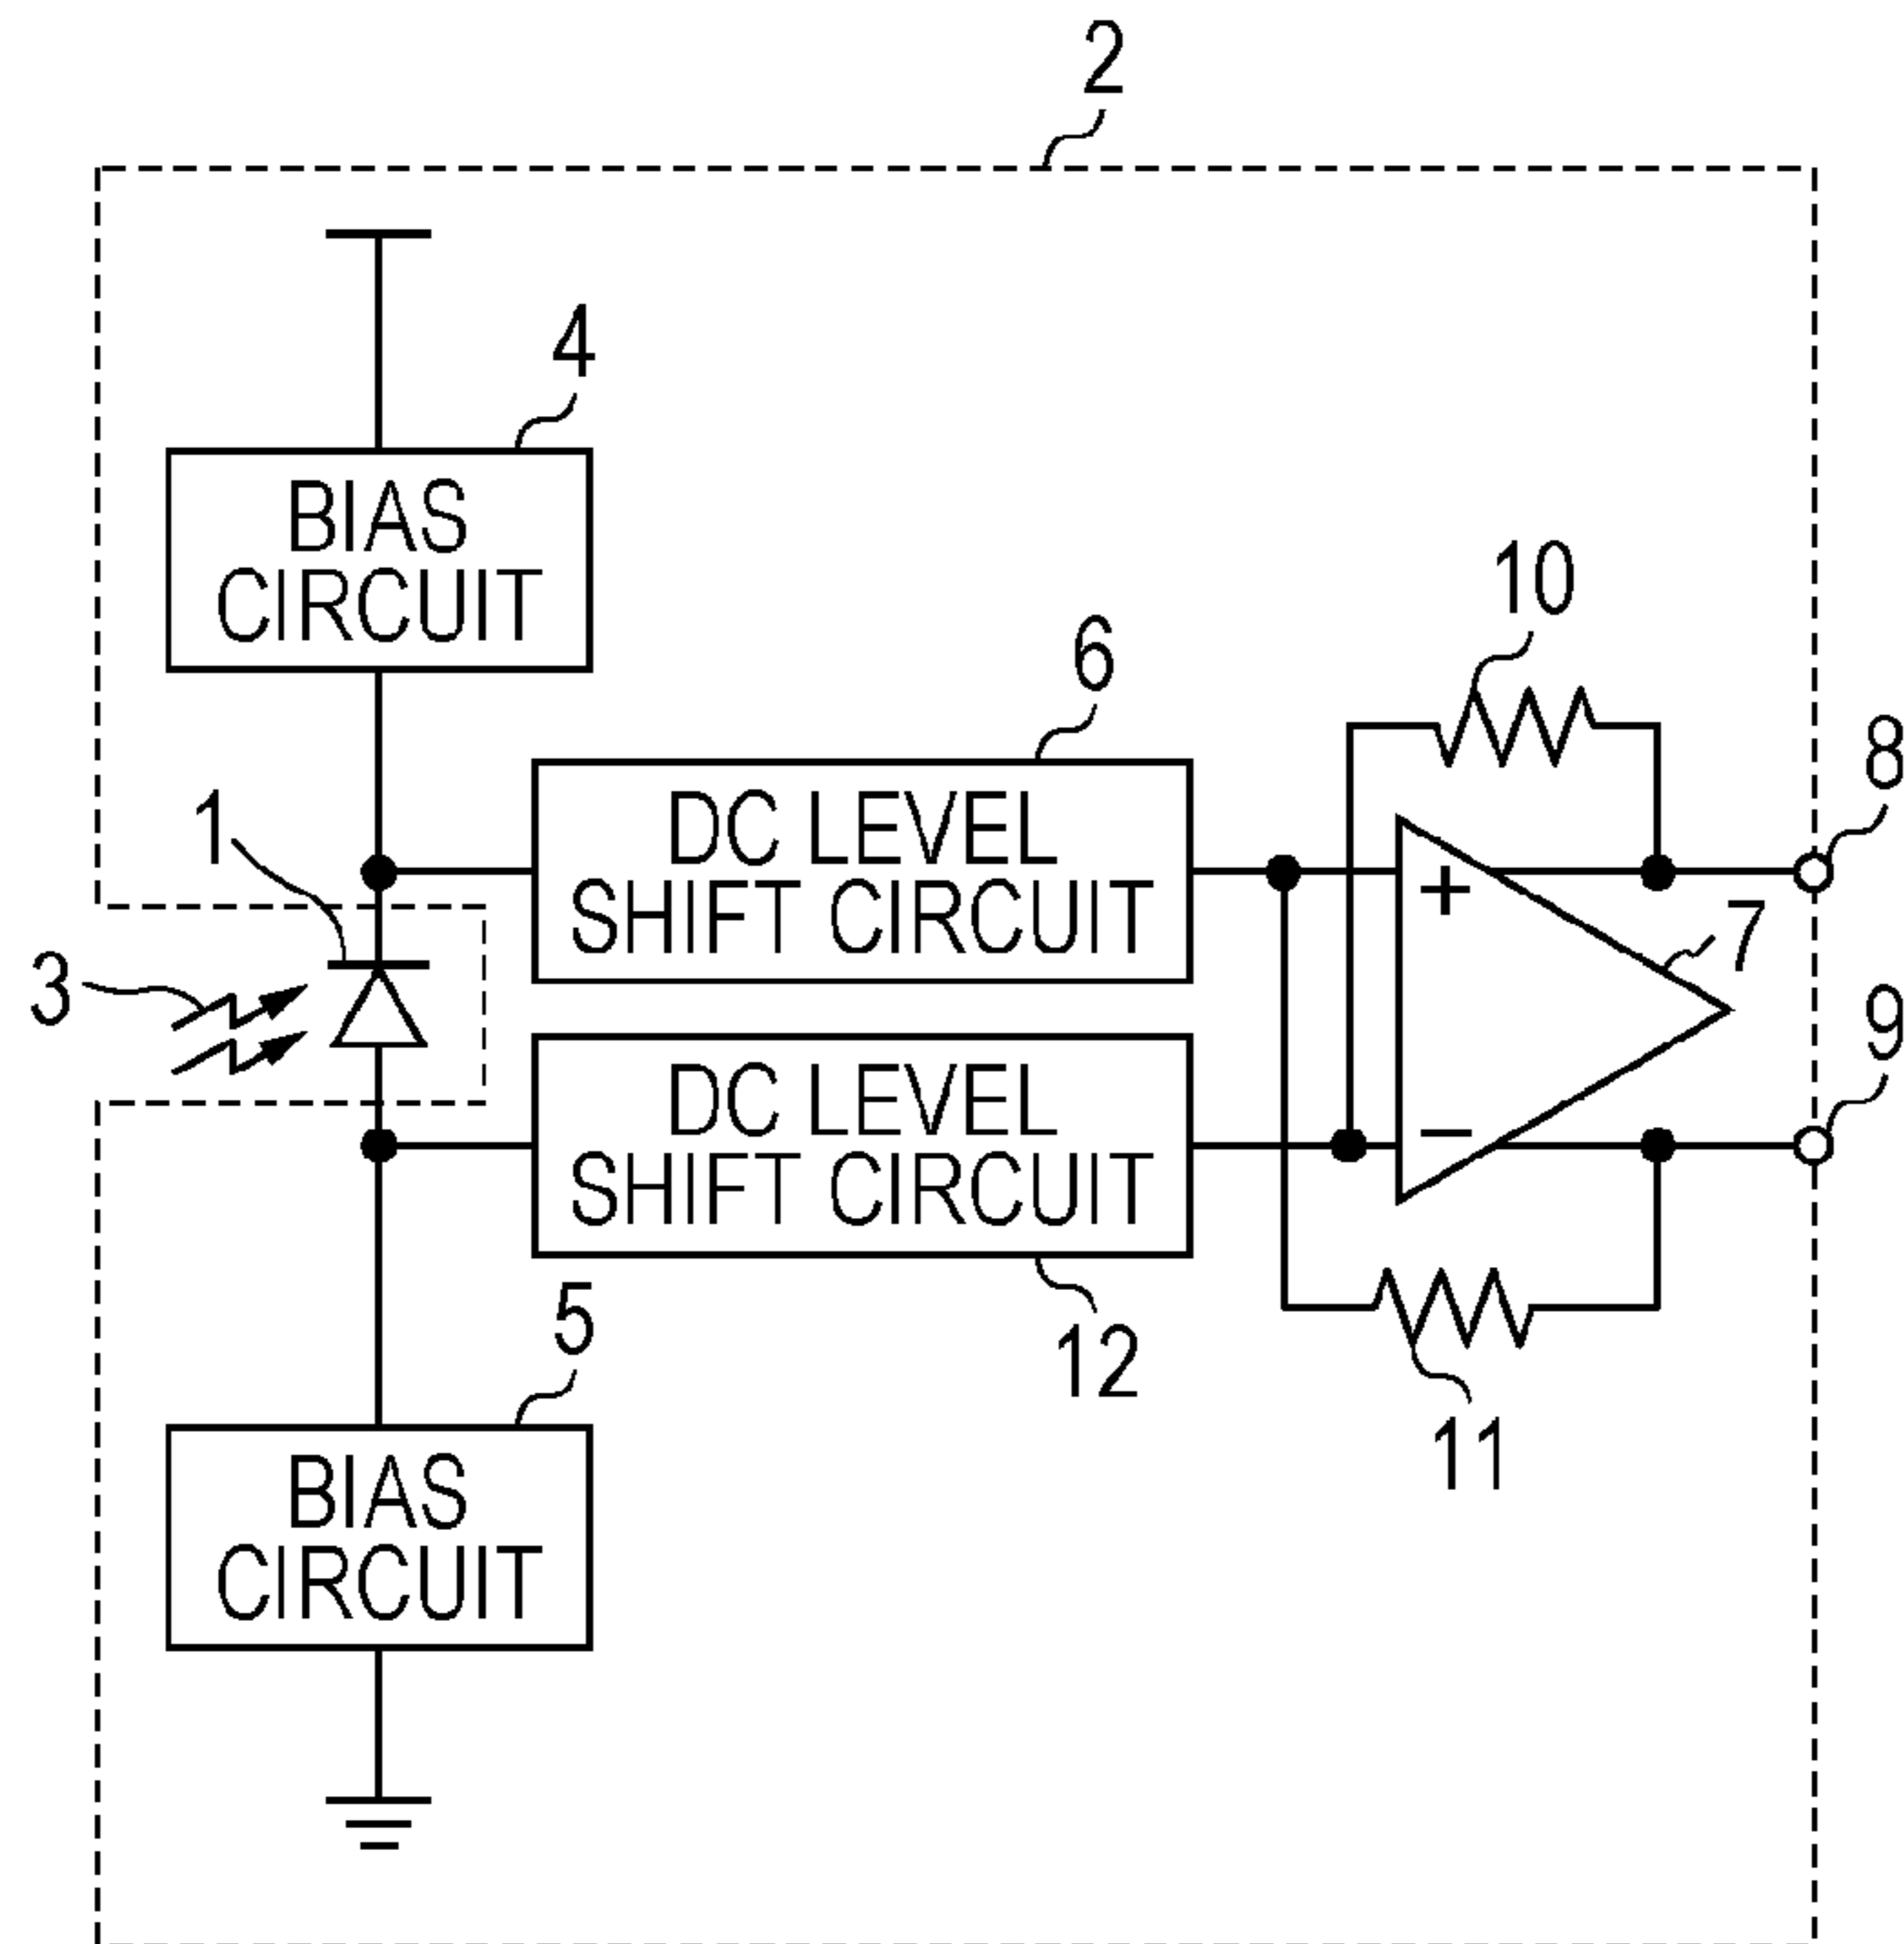 2
4
BIAS
CIRCUIT
10
6
8
1
DC LEVEL
SHIFT CIRCUIT
+
7
3
9
DC LEVEL
SHIFT CIRCUIT
−
5
12
11
BIAS
CIRCUIT